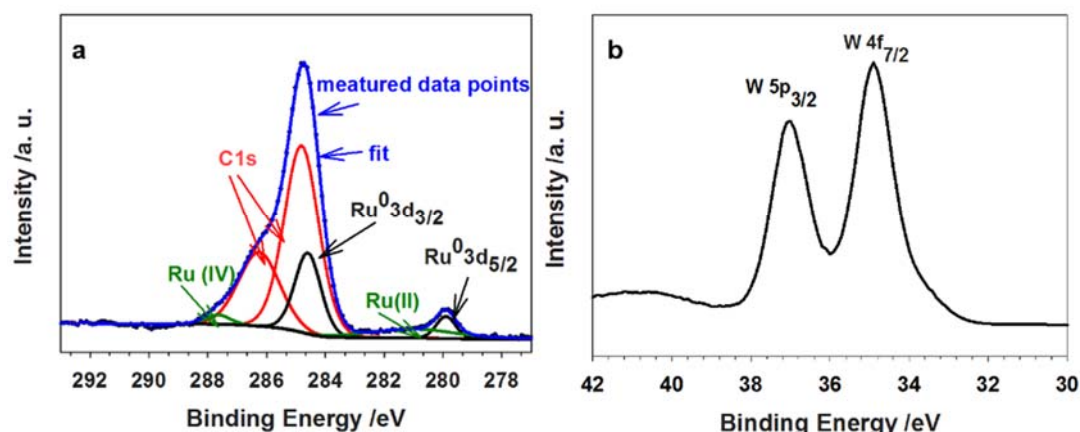 a
meatured data points
fit
C1s
Ru⁰3d₃/₂
Ru⁰3d₅/₂
Ru (IV)
Ru(II)
Intensity /a. u.
292 290 288 286 284 282 280 278
Binding Energy /eV
b
W 4f₇/₂
W 5p₃/₂
Intensity /a. u.
42 40 38 36 34 32 30
Binding Energy /eV